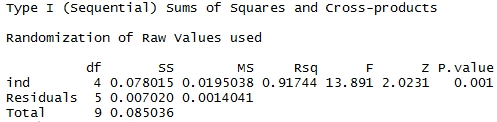 Type I (Sequential) Sums of Squares and Cross-products
Randomization of Raw Values used
df SS MS Rsq F Z P.value
ind 4 0.078015 0.0195038 0.91744 13.891 2.0231 0.001
Residuals 5 0.007020 0.0014041
Total 9 0.085036